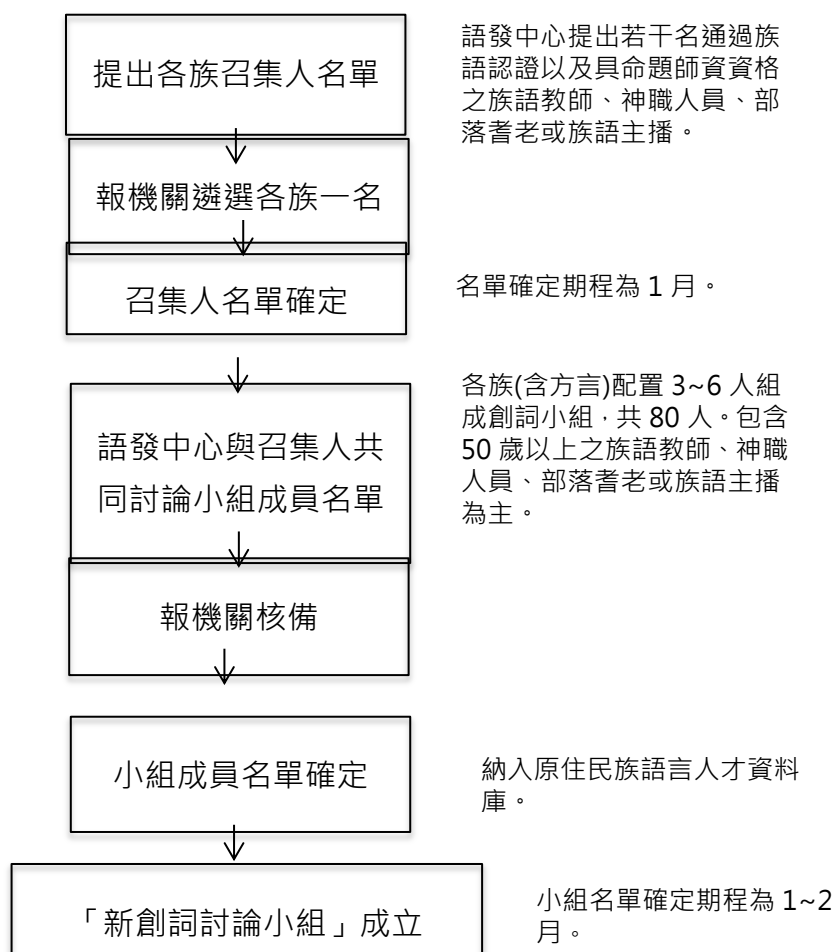 提出各族召集人名單
語發中心提出若干名通過族
語認證以及具命題師資資格
之族語教師、神職人員、部
落耆老或族語主播。
報機關遴選各族一名
召集人名單確定
名單確定期程為 1 月。
語發中心與召集人共
同討論小組成員名單
各族(含方言)配置 3~6 人組
成創詞小組，共 80 人。包含
50 歲以上之族語教師、神職
人員、部落耆老或族語主播
為主。
報機關核備
小組成員名單確定
納入原住民族語言人才資料
庫。
「新創詞討論小組」成立
小組名單確定期程為 1~2
月。